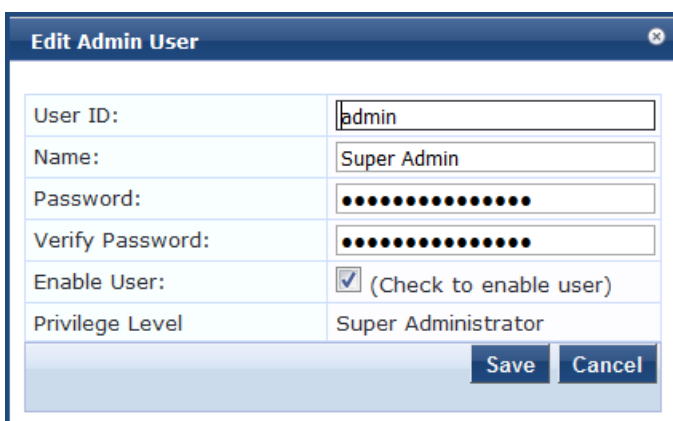 Edit Admin User
User ID: admin
Name: Super Admin
Password: ●●●●●●●●●●●●●●●
Verify Password: ●●●●●●●●●●●●●●●
Enable User: (Check to enable user)
Privilege Level Super Administrator
Save Cancel